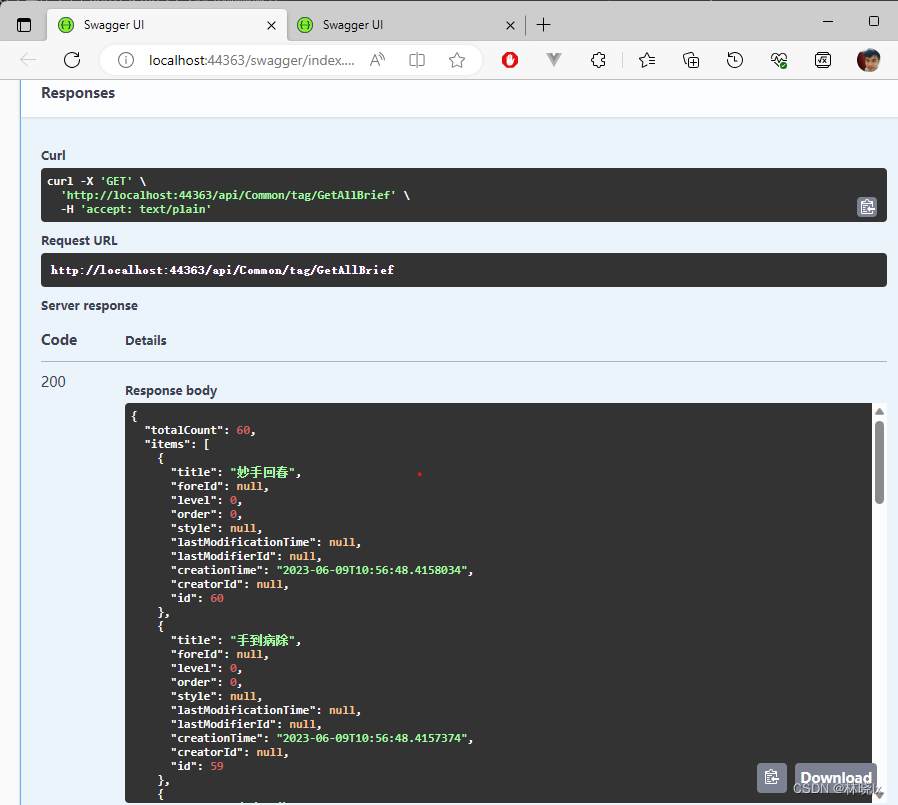 Swagger UI
Swagger UI
localhost:44363/swagger/index....
Responses
Curl
curl -X 'GET' \
'http://localhost:44363/api/Common/tag/GetAllBrief' \
-H 'accept: text/plain'
Request URL
http://localhost:44363/api/Common/tag/GetAllBrief
Server response
Code Details
200
Response body
{
"totalCount": 60,
"items": [
{
"title": "妙手回春",
"foreId": null,
"level": 0,
"order": 0,
"style": null,
"lastModificationTime": null,
"lastModifierId": null,
"creationTime": "2023-06-09T10:56:48.4158034",
"creatorId": null,
"id": 60
},
{
"title": "手到病除",
"foreId": null,
"level": 0,
"order": 0,
"style": null,
"lastModificationTime": null,
"lastModifierId": null,
"creationTime": "2023-06-09T10:56:48.4157374",
"creatorId": null,
"id": 59
},
{
Download
CSDN @林晓lx